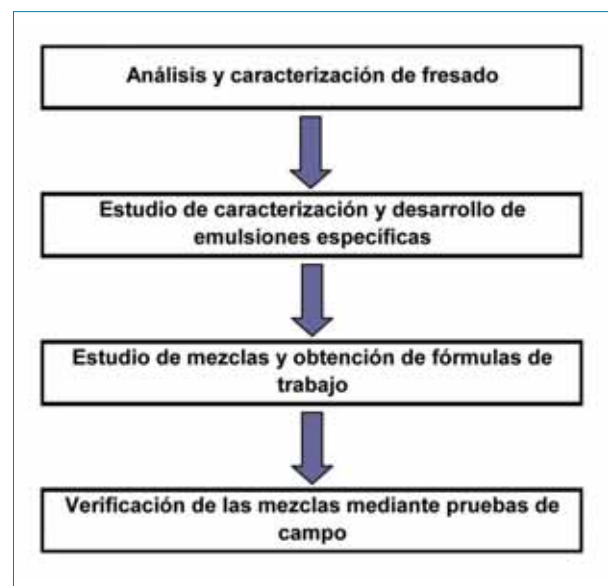 Análisis y caracterización de fresado
Estudio de caracterización y desarrollo de
emulsiones específicas
Estudio de mezclas y obtención de fórmulas de
trabajo
Verificación de las mezclas mediante pruebas de
campo